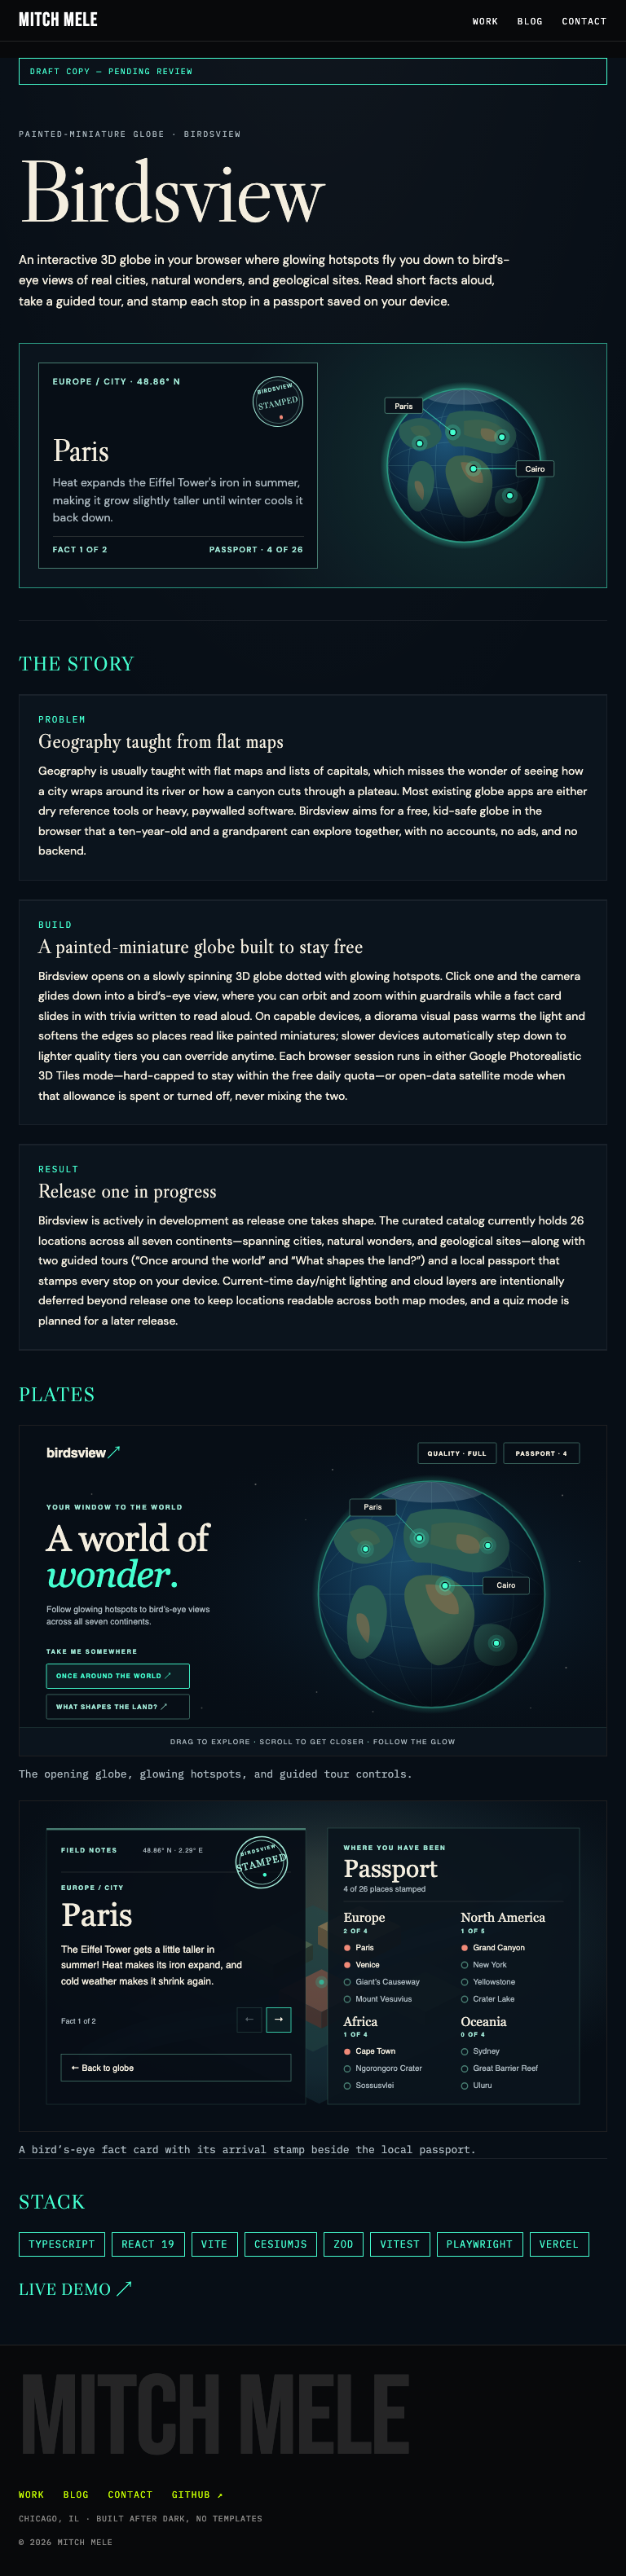 MITCH MELE
WORK BLOG CONTACT
DRAFT COPY — PENDING REVIEW
PAINTED-MINIATURE GLOBE · BIRDSVIEW
Birdsview
An interactive 3D globe in your browser where glowing hotspots fly you down to bird’s-
eye views of real cities, natural wonders, and geological sites. Read short facts aloud,
take a guided tour, and stamp each stop in a passport saved on your device.
EUROPE / CITY · 48.86° N
BIRDSVIEW
STAMPED
Paris
Heat expands the Eiffel Tower's iron in summer,
making it grow slightly taller until winter cools it
back down.
FACT 1 OF 2
PASSPORT · 4 OF 26
Paris
Cairo
THE STORY
PROBLEM
Geography taught from flat maps
Geography is usually taught with flat maps and lists of capitals, which misses the wonder of seeing how
a city wraps around its river or how a canyon cuts through a plateau. Most existing globe apps are either
dry reference tools or heavy, paywalled software. Birdsview aims for a free, kid-safe globe in the
browser that a ten-year-old and a grandparent can explore together, with no accounts, no ads, and no
backend.
BUILD
A painted-miniature globe built to stay free
Birdsview opens on a slowly spinning 3D globe dotted with glowing hotspots. Click one and the camera
glides down into a bird’s-eye view, where you can orbit and zoom within guardrails while a fact card
slides in with trivia written to read aloud. On capable devices, a diorama visual pass warms the light and
softens the edges so places read like painted miniatures; slower devices automatically step down to
lighter quality tiers you can override anytime. Each browser session runs in either Google Photorealistic
3D Tiles mode—hard-capped to stay within the free daily quota—or open-data satellite mode when
that allowance is spent or turned off, never mixing the two.
RESULT
Release one in progress
Birdsview is actively in development as release one takes shape. The curated catalog currently holds 26
locations across all seven continents—spanning cities, natural wonders, and geological sites—along with
two guided tours (“Once around the world” and “What shapes the land?”) and a local passport that
stamps every stop on your device. Current-time day/night lighting and cloud layers are intentionally
deferred beyond release one to keep locations readable across both map modes, and a quiz mode is
planned for a later release.
PLATES
birdsview↗
QUALITY · FULL
PASSPORT · 4
YOUR WINDOW TO THE WORLD
A world of
wonder.
Follow glowing hotspots to bird’s-eye views
across all seven continents.
TAKE ME SOMEWHERE
ONCE AROUND THE WORLD ↗
WHAT SHAPES THE LAND? ↗
Paris
Cairo
DRAG TO EXPLORE · SCROLL TO GET CLOSER · FOLLOW THE GLOW
The opening globe, glowing hotspots, and guided tour controls.
FIELD NOTES 48.86° N · 2.29° E
BIRDSVIEW
STAMPED
EUROPE / CITY
Paris
The Eiffel Tower gets a little taller in
summer! Heat makes its iron expand, and
cold weather makes it shrink again.
Fact 1 of 2
← →
← Back to globe
WHERE YOU HAVE BEEN
Passport
4 of 26 places stamped
Europe
2 OF 4
Paris
Venice
Giant’s Causeway
Mount Vesuvius
North America
1 OF 5
Grand Canyon
New York
Yellowstone
Crater Lake
Africa
1 OF 4
Cape Town
Ngorongoro Crater
Sossusvlei
Oceania
0 OF 4
Sydney
Great Barrier Reef
Uluru
A bird’s-eye fact card with its arrival stamp beside the local passport.
STACK
TYPESCRIPT REACT 19 VITE CESIUMJS ZOD VITEST PLAYWRIGHT VERCEL
LIVE DEMO ↗
MITCH MELE
WORK BLOG CONTACT GITHUB ↗
CHICAGO, IL · BUILT AFTER DARK, NO TEMPLATES
© 2026 MITCH MELE